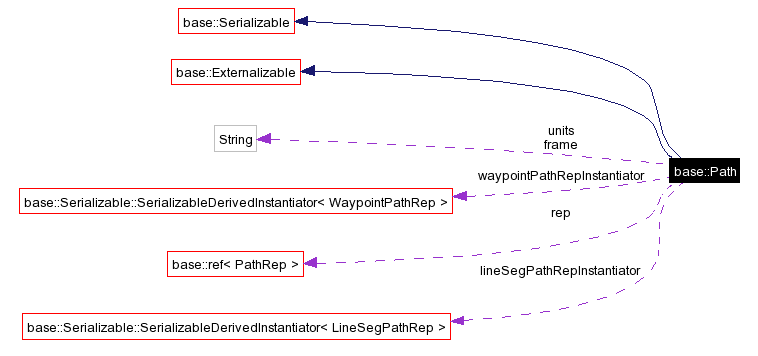 base::Serializable
base::Externalizable
String
units
frame
base::Path
waypointPathRepInstantiator
base::Serializable::SerializableDerivedInstantiator< WaypointPathRep >
rep
base::ref< PathRep >
lineSegPathRepInstantiator
base::Serializable::SerializableDerivedInstantiator< LineSegPathRep >